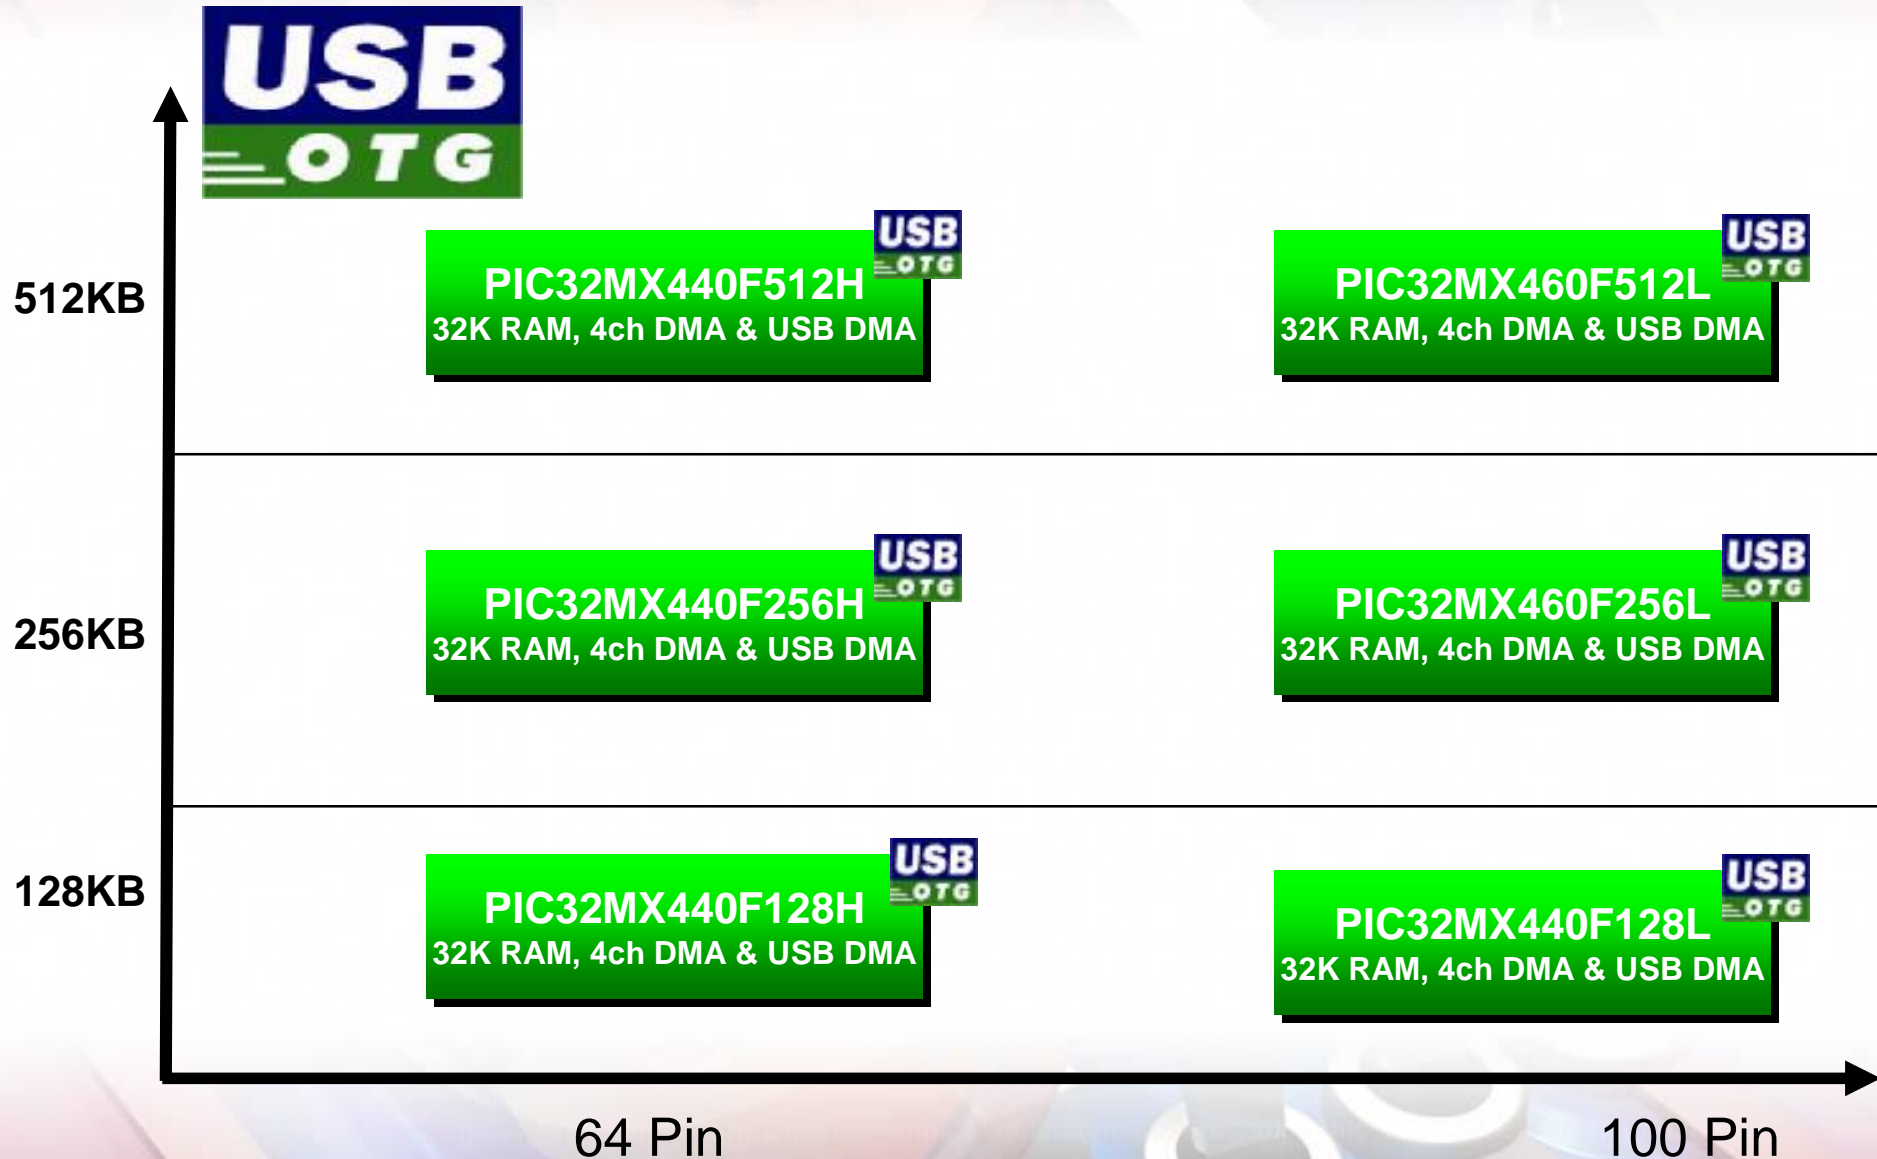 USB
OTG
512KB
PIC32MX440F512H
32K RAM, 4ch DMA & USB DMA
USB
OTG
PIC32MX460F512L
32K RAM, 4ch DMA & USB DMA
USB
OTG
256KB
PIC32MX440F256H
32K RAM, 4ch DMA & USB DMA
USB
OTG
PIC32MX460F256L
32K RAM, 4ch DMA & USB DMA
USB
OTG
128KB
PIC32MX440F128H
32K RAM, 4ch DMA & USB DMA
USB
OTG
PIC32MX440F128L
32K RAM, 4ch DMA & USB DMA
USB
OTG
64 Pin
100 Pin